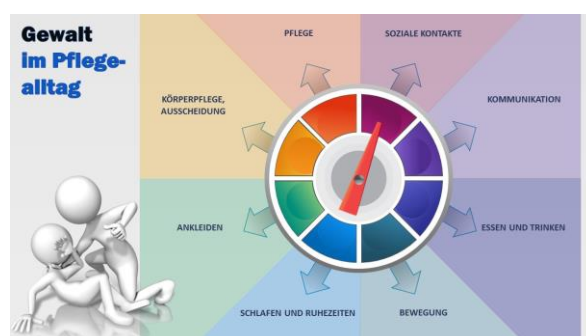 Gewalt
im Pflege-
alltag
PFLEGE
SOZIALE KONTAKTE
KÖRPERPFLEGE,
AUSSCHEIDUNG
KOMMUNIKATION
ANKLEIDEN
ESSEN UND TRINKEN
SCHLAFEN UND RUHEZEITEN
BEWEGUNG